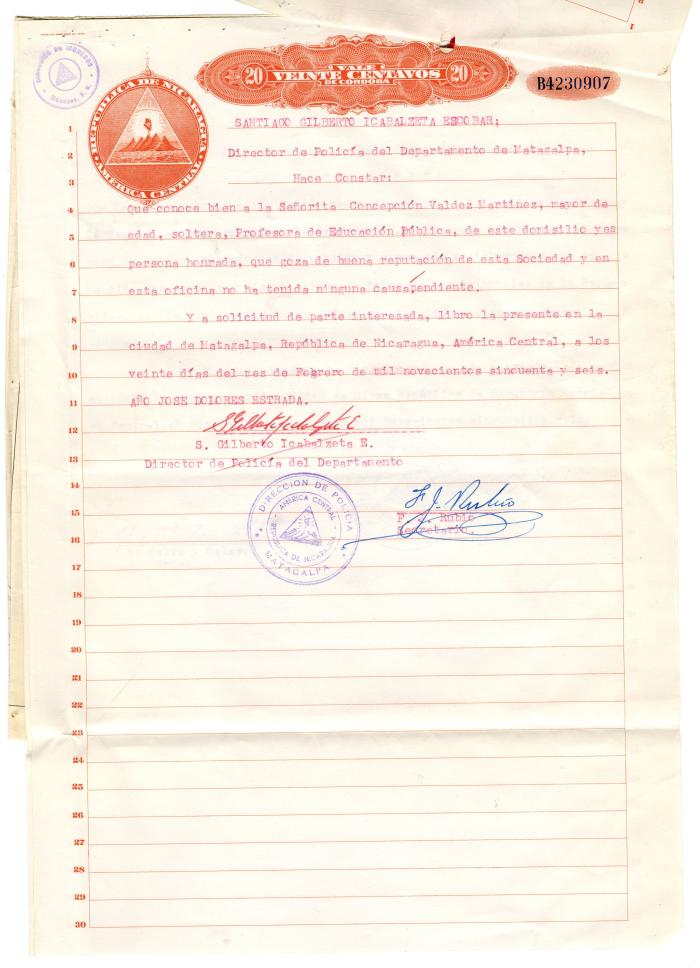 VALE
20 VEINTE CENTAVOS 20
DE CORDOBA
B4230907
REPUBLICA DE NICARAGUA
AMERICA CENTRAL
1 SANTIAGO GILBERTO ICABALZETA ESCOBAR;
2 Director de Policía del Departamento de Matagalpa,
3 Hace Constar:
4 Que conoce bien a la Señorita Concepción Valdez Martinez, mayor de
5 edad, soltera, Profesora de Educación Pública, de este domisilio yes
6 persona honrada, que goza de buena reputación de esta Sociedad y en
7 esta oficina no ha tenida ninguna causa/pendiente.
8 Y a solicitud de parte interesada, libro la presente en la
9 ciudad de Matagalpa, República de Nicaragua, América Central, a los
10 veinte días del mes de Febrero de mil novecientos sincuenta y seis.
11 AÑO JOSE DOLORES ESTRADA.
12
S. Gilberto Icabalzeta E.
13 Director de Policía del Departamento
14
DIRECCION DE POLICIA
AMERICA CENTRAL
REPUBLICA DE NICARAGUA
MATAGALPA
F. J. Rubio
15
F. J. Rubio
Secretario.
16
17
18
19
20
21
22
23
24
25
26
27
28
29
30